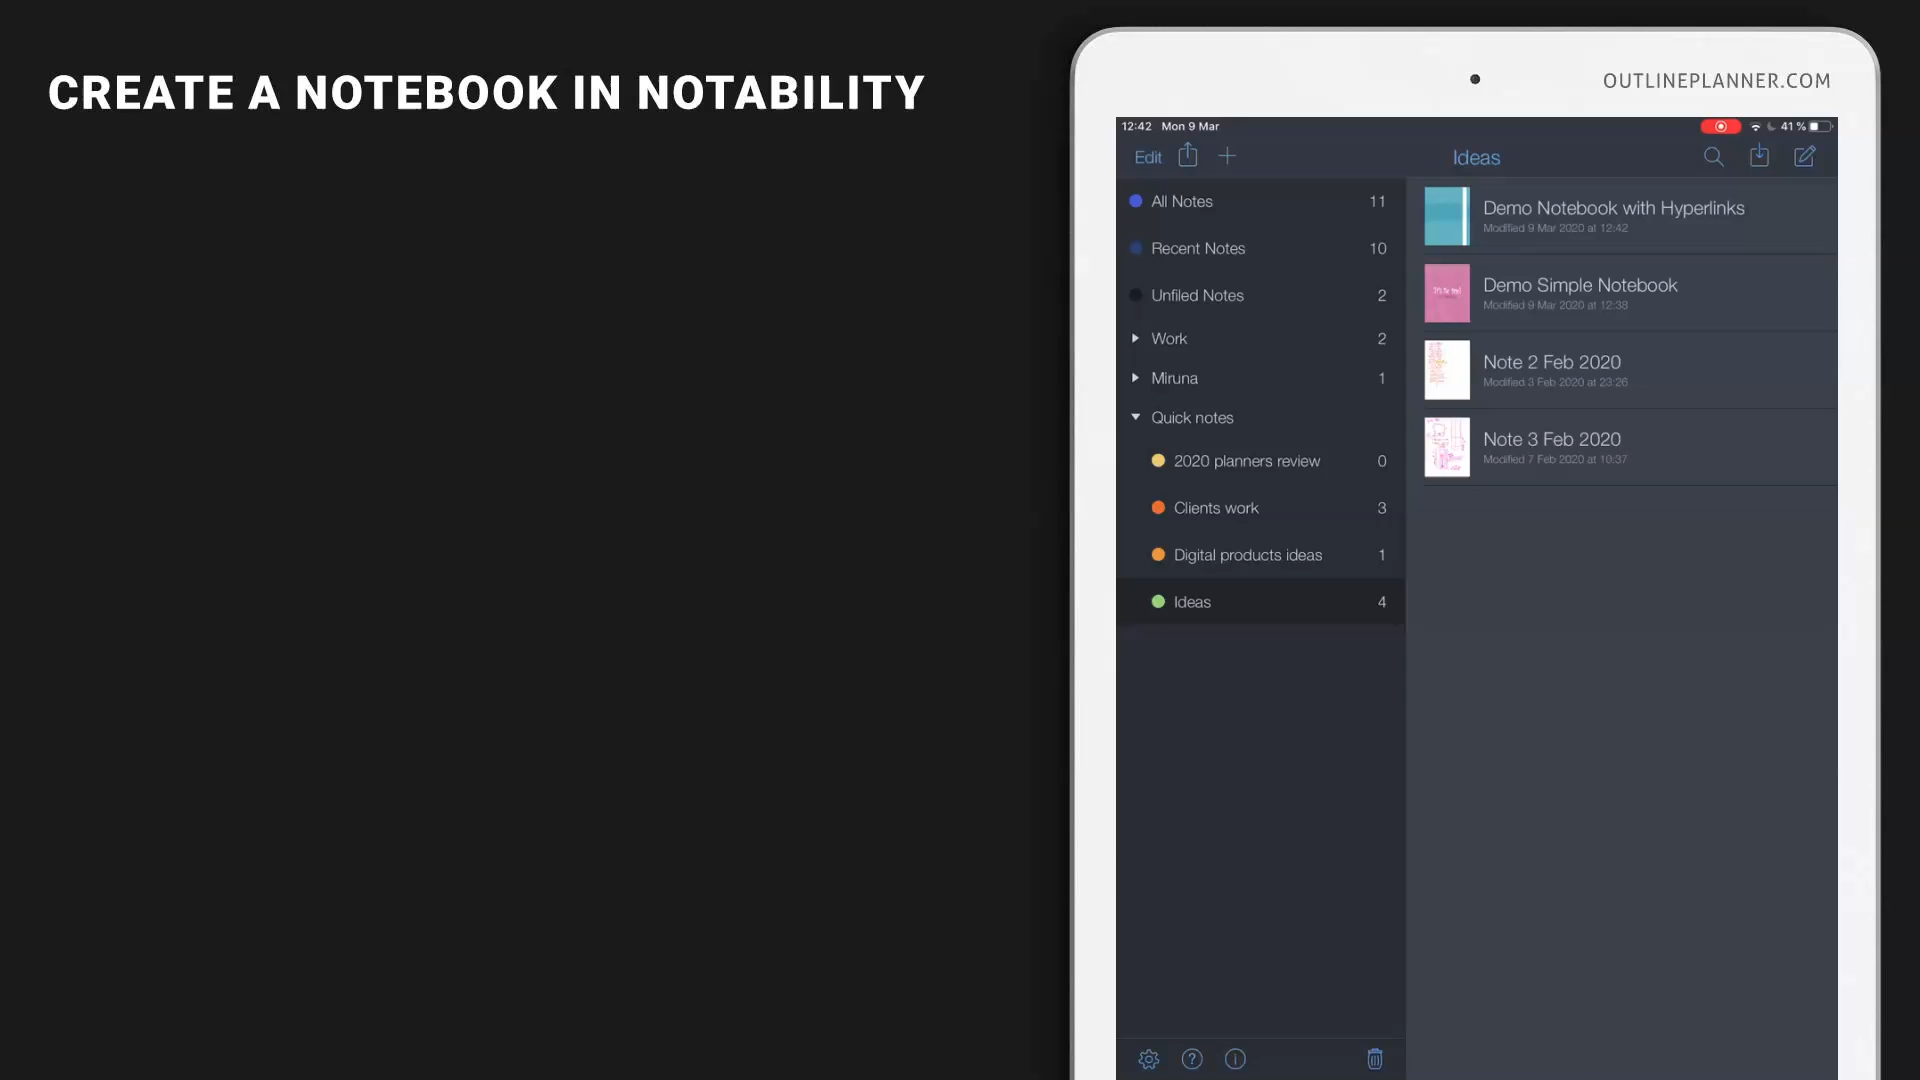 CREATE A NOTEBOOK IN NOTABILITY
OUTLINEPLANNER.COM
12:42 Mon 9 Mar
41 %
Edit
Ideas
All Notes 11
Recent Notes 10
Unfiled Notes 2
Work 2
Miruna 1
Quick notes
2020 planners review 0
Clients work 3
Digital products ideas 1
Ideas 4
Demo Notebook with Hyperlinks
Modified 9 Mar 2020 at 12:42
Demo Simple Notebook
Modified 9 Mar 2020 at 12:38
Note 2 Feb 2020
Modified 3 Feb 2020 at 23:26
Note 3 Feb 2020
Modified 7 Feb 2020 at 10:37